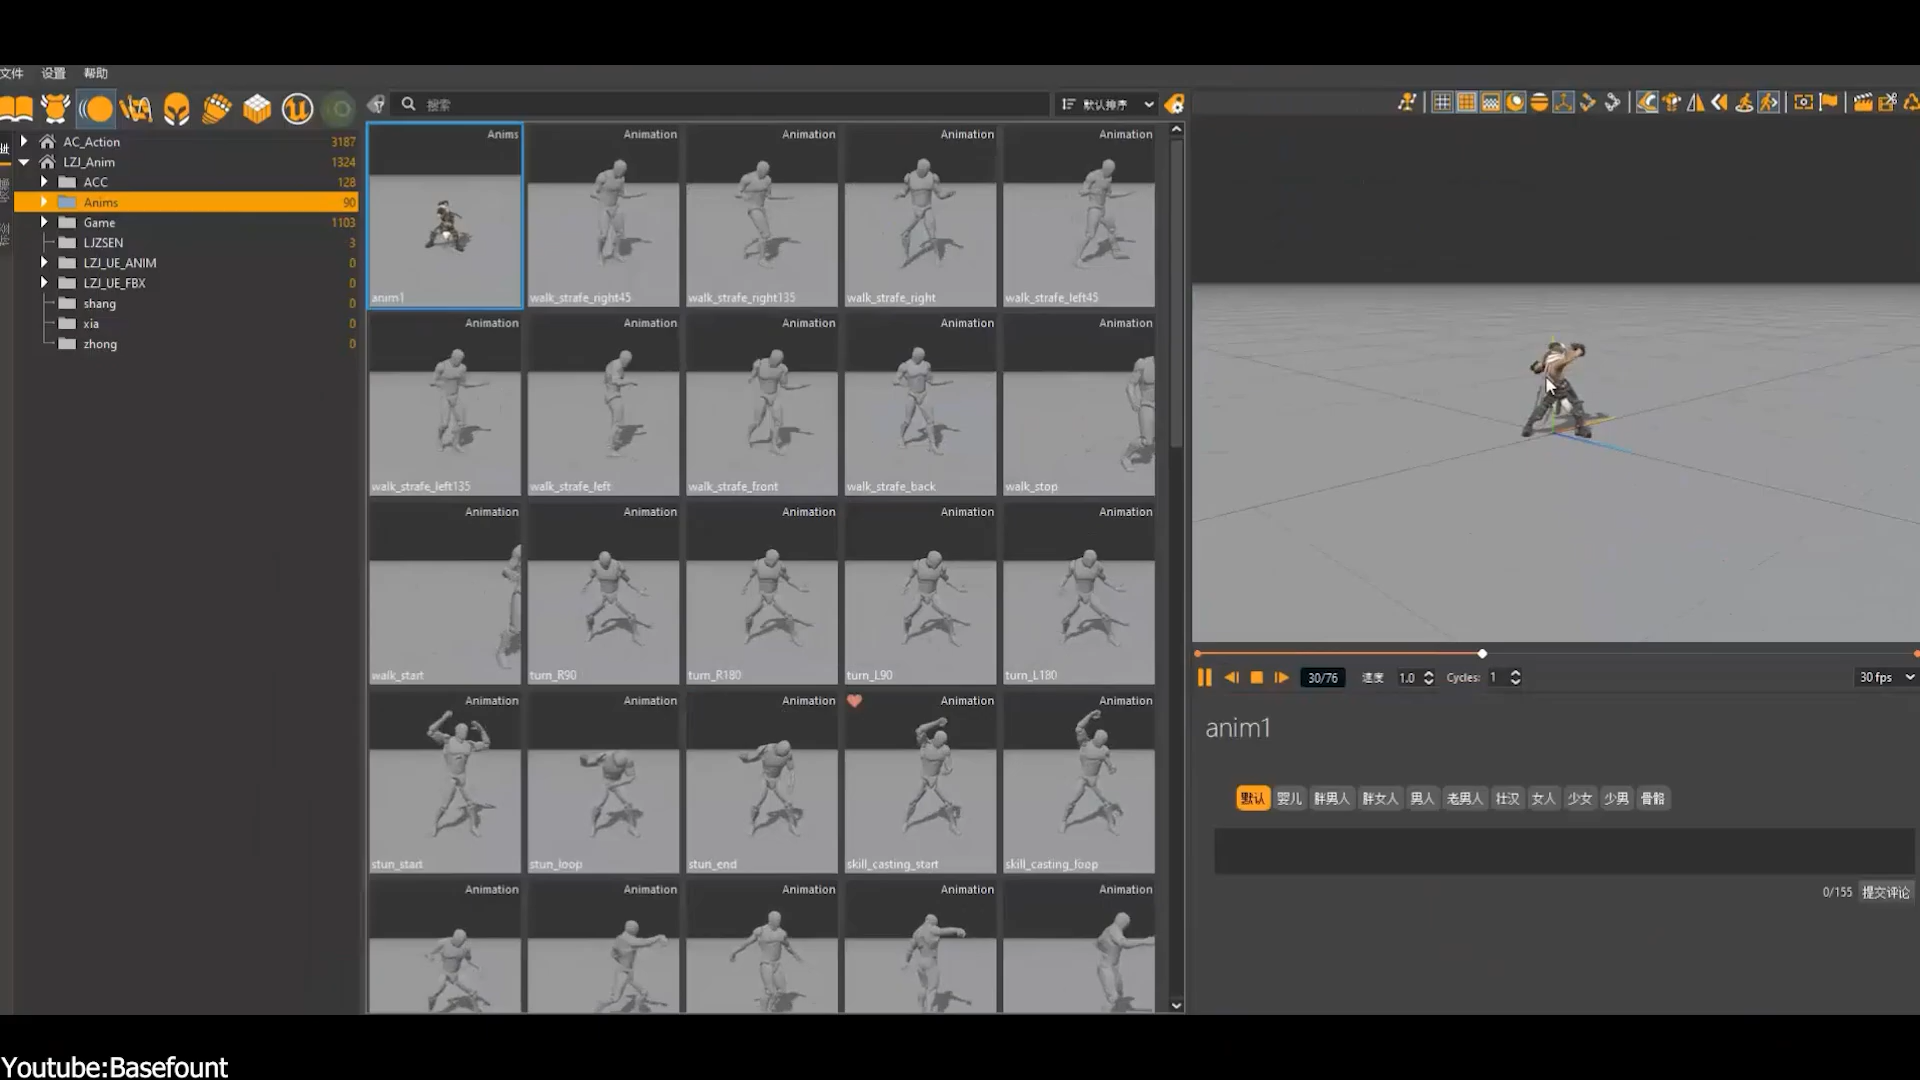 文件 设置 帮助
搜索
默认排序
AC_Action 3187
LZJ_Anim 1324
ACC 128
Anims 90
Game 1103
LJZSEN 3
LZJ_UE_ANIM 0
LZJ_UE_FBX 0
shang 0
xia 0
zhong 0
Anims Animation Animation Animation Animation
anim1 walk_strafe_right45 walk_strafe_right135 walk_strafe_right walk_strafe_left45
Animation Animation Animation Animation Animation
walk_strafe_left135 walk_strafe_left walk_strafe_front walk_strafe_back walk_stop
Animation Animation Animation Animation Animation
walk_start turn_R90 turn_R180 turn_L90 turn_L180
Animation Animation Animation Animation Animation
stun_start stun_loop stun_end skill_casting_start skill_casting_loop
Animation Animation Animation Animation Animation
30/76 速度 1.0 Cycles: 1 30 fps
anim1
默认 婴儿 胖男人 胖女人 男人 老男人 壮汉 女人 少女 少男 骨骼
0/155 提交评论
Youtube:Basefount